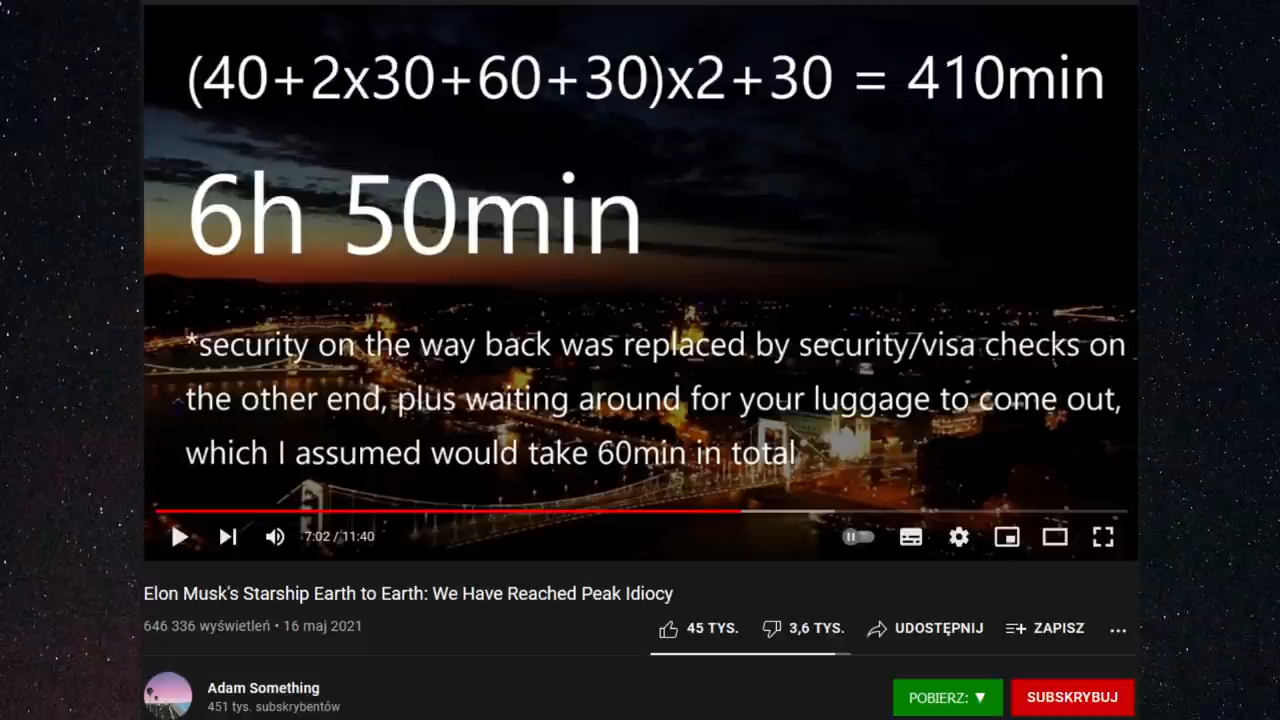 (40+2x30+60+30)x2+30 = 410min
6h 50min
*security on the way back was replaced by security/visa checks on
the other end, plus waiting around for your luggage to come out,
which I assumed would take 60min in total
7:02 / 11:40
Elon Musk's Starship Earth to Earth: We Have Reached Peak Idiocy
646 336 wyświetleń • 16 maj 2021
45 TYS. 3,6 TYS. UDOSTĘPNIJ ZAPISZ
Adam Something
451 tys. subskrybentów
POBIERZ: ▼ SUBSKRYBUJ